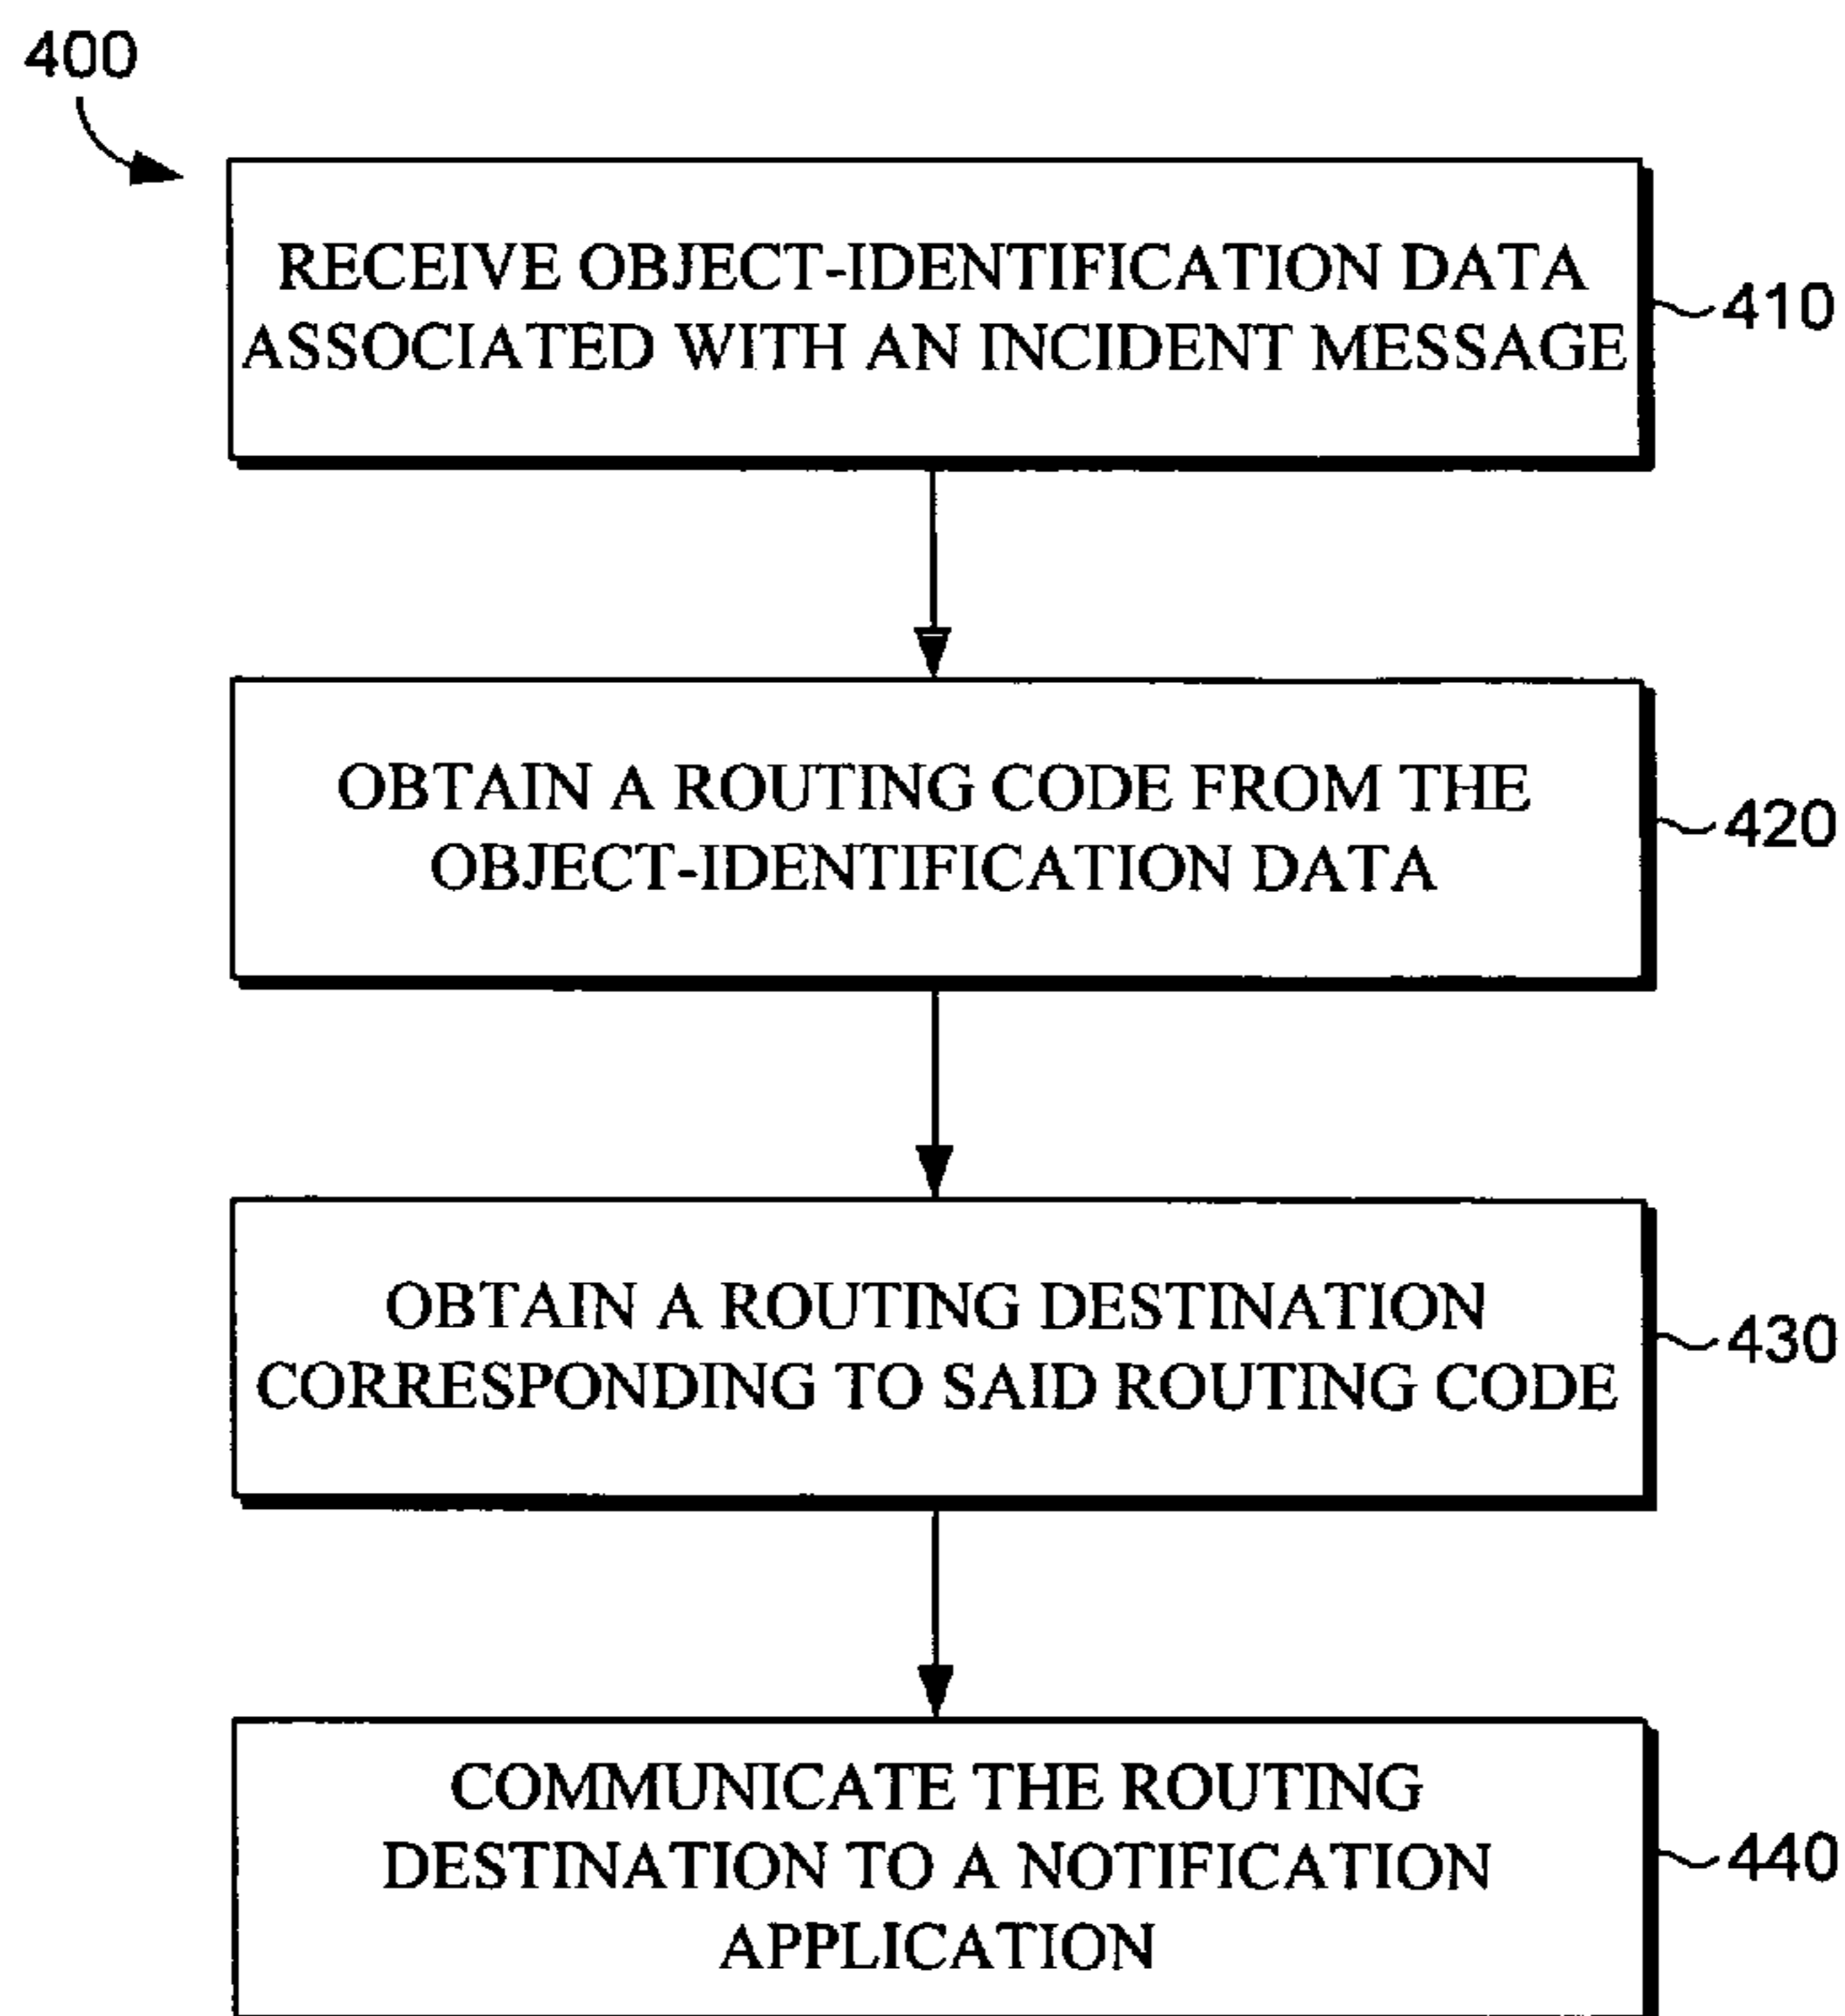 400
RECEIVE OBJECT-IDENTIFICATION DATA
ASSOCIATED WITH AN INCIDENT MESSAGE
410
OBTAIN A ROUTING CODE FROM THE
OBJECT-IDENTIFICATION DATA
420
OBTAIN A ROUTING DESTINATION
CORRESPONDING TO SAID ROUTING CODE
430
COMMUNICATE THE ROUTING
DESTINATION TO A NOTIFICATION
APPLICATION
440